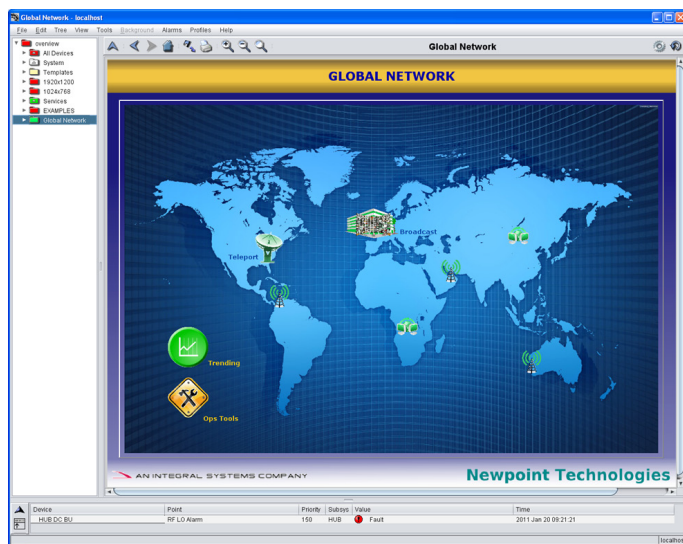 Global Network - localhost
File Edit Tree View Tools Background Alarms Profiles Help
overview
All Devices
System
Templates
1920x1200
1024x768
Services
EXAMPLES
Global Network
Global Network
GLOBAL NETWORK
Broadcast
Teleport
Trending
Ops Tools
AN INTEGRAL SYSTEMS COMPANY
Newpoint Technologies
Device Point Priority Subsys Value Time
HUB DC BU RF LO Alarm 150 HUB Fault 2011 Jan 20 09:21:21
localhos